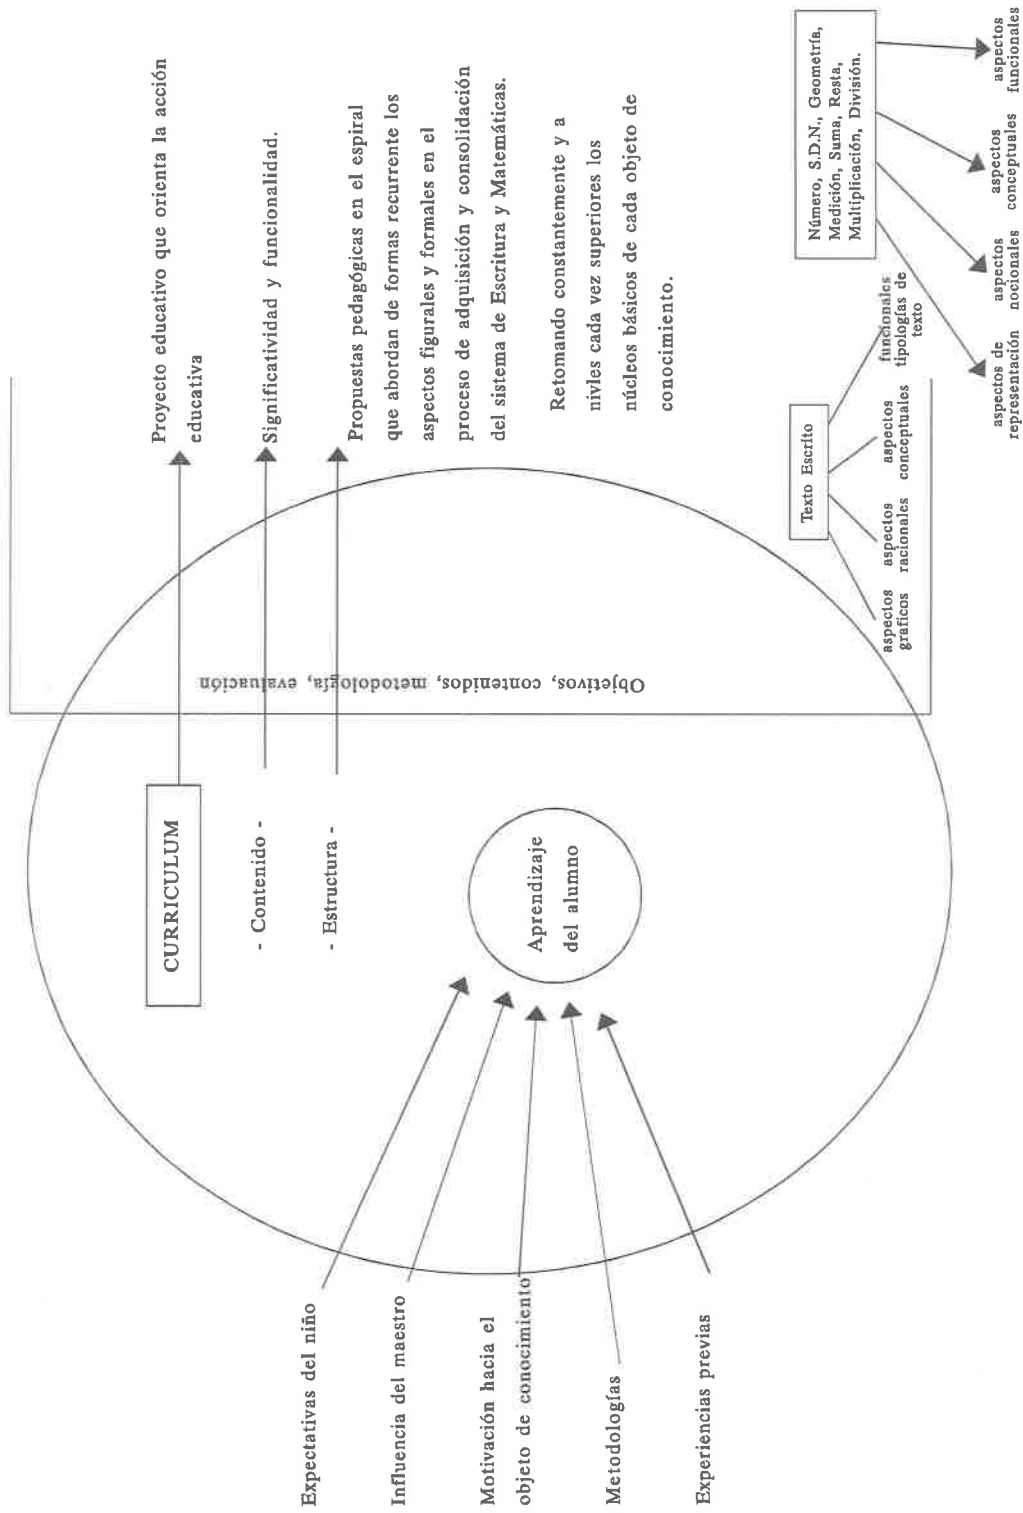 CURRICULUM
- Contenido -
- Estructura -
Proyecto educativo que orienta la acción
educativa
Significatividad y funcionalidad.
Propuestas pedagógicas en el espiral
que abordan de formas recurrente los
aspectos figurales y formales en el
proceso de adquisición y consolidación
del sistema de Escritura y Matemáticas.
Retomando constantemente y a
nivles cada vez superiores los
núcleos básicos de cada objeto de
conocimiento.
Objetivos, contenidos, metodología, evaluación
Expectativas del niño
Influencia del maestro
Motivación hacia el
objeto de conocimiento
Metodologías
Experiencias previas
Aprendizaje
del alumno
Texto Escrito
aspectos
graficos
aspectos
racionales
aspectos
conceptuales
funcionales
tipologías de
texto
Número, S.D.N., Geometría,
Medición, Suma, Resta,
Multiplicación, División.
aspectos de
representación
aspectos
nocionales
aspectos
conceptuales
aspectos
funcionales